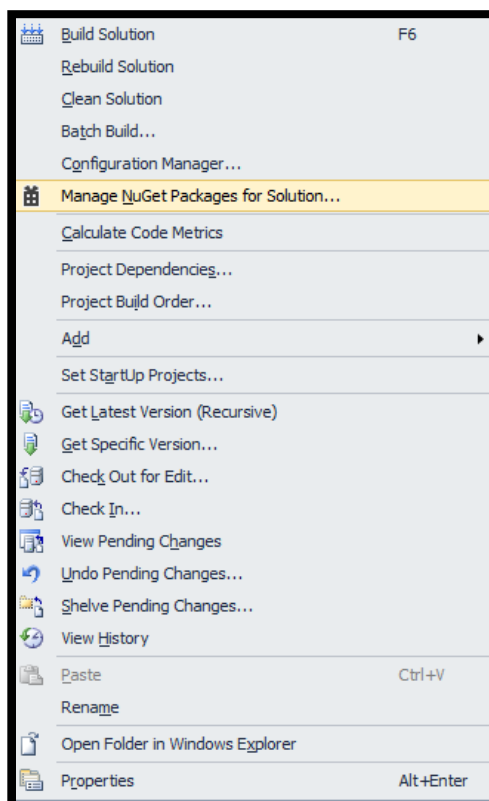 Build Solution F6
Rebuild Solution
Clean Solution
Batch Build...
Configuration Manager...
Manage NuGet Packages for Solution...
Calculate Code Metrics
Project Dependencies...
Project Build Order...
Add
Set StartUp Projects...
Get Latest Version (Recursive)
Get Specific Version...
Check Out for Edit...
Check In...
View Pending Changes
Undo Pending Changes...
Shelve Pending Changes...
View History
Paste Ctrl+V
Rename
Open Folder in Windows Explorer
Properties Alt+Enter